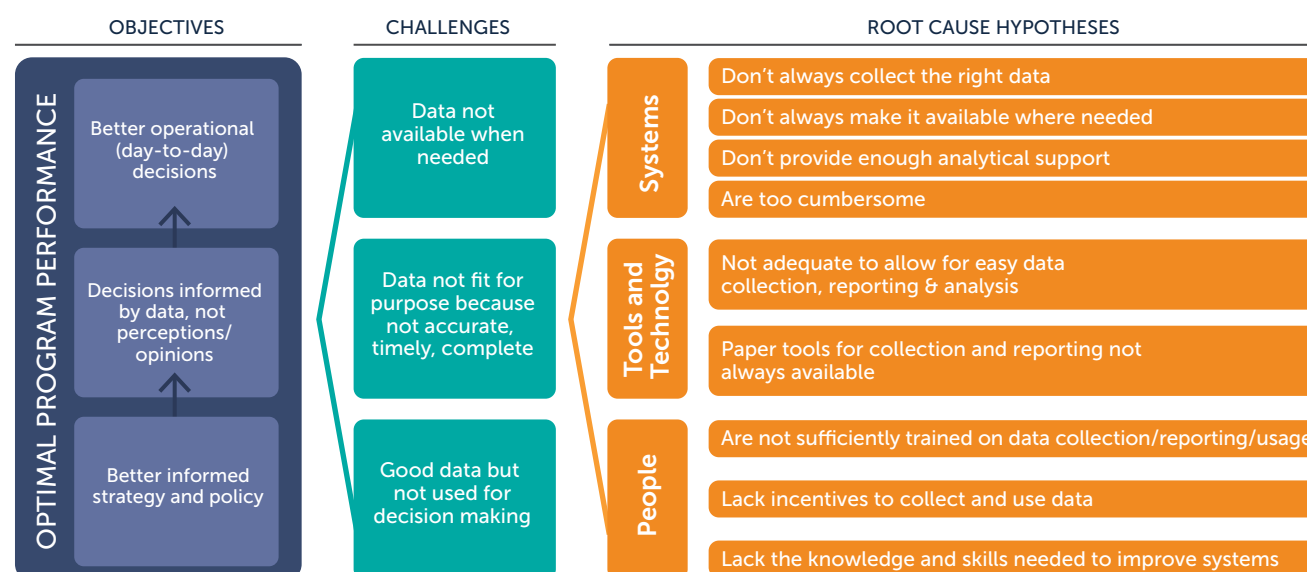 OBJECTIVES
CHALLENGES
ROOT CAUSE HYPOTHESES
OPTIMAL PROGRAM PERFORMANCE
Better operational
(day-to-day)
decisions
Decisions informed
by data, not
perceptions/
opinions
Better informed
strategy and policy
Data not
available when
needed
Data not fit for
purpose because
not accurate,
timely, complete
Good data but
not used for
decision making
Systems
Don’t always collect the right data
Don’t always make it available where needed
Don’t provide enough analytical support
Are too cumbersome
Tools and
Technolgy
Not adequate to allow for easy data
collection, reporting & analysis
Paper tools for collection and reporting not
always available
People
Are not sufficiently trained on data collection/reporting/usage
Lack incentives to collect and use data
Lack the knowledge and skills needed to improve systems